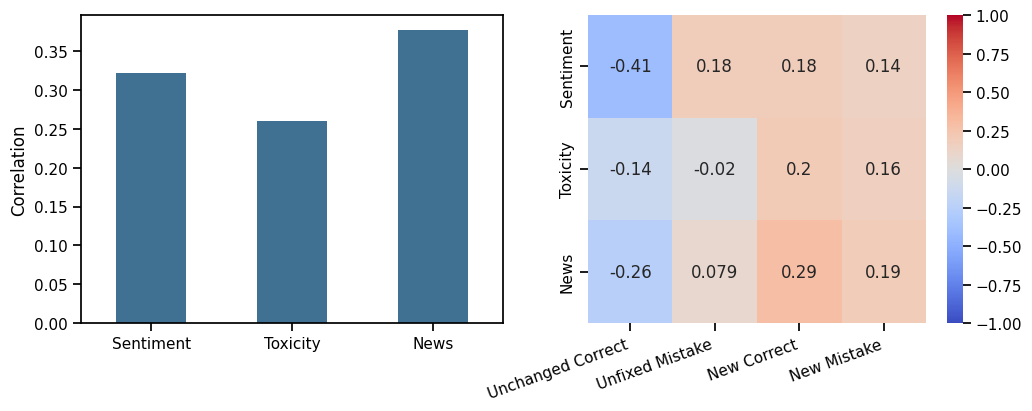 Correlation
0.35
0.30
0.25
0.20
0.15
0.10
0.05
0.00
Sentiment
Toxicity
News
Sentiment
Toxicity
News
-0.41
0.18
0.18
0.14
-0.14
-0.02
0.2
0.16
-0.26
0.079
0.29
0.19
Unchanged Correct
Unfixed Mistake
New Correct
New Mistake
1.00
0.75
0.50
0.25
0.00
−0.25
−0.50
−0.75
−1.00